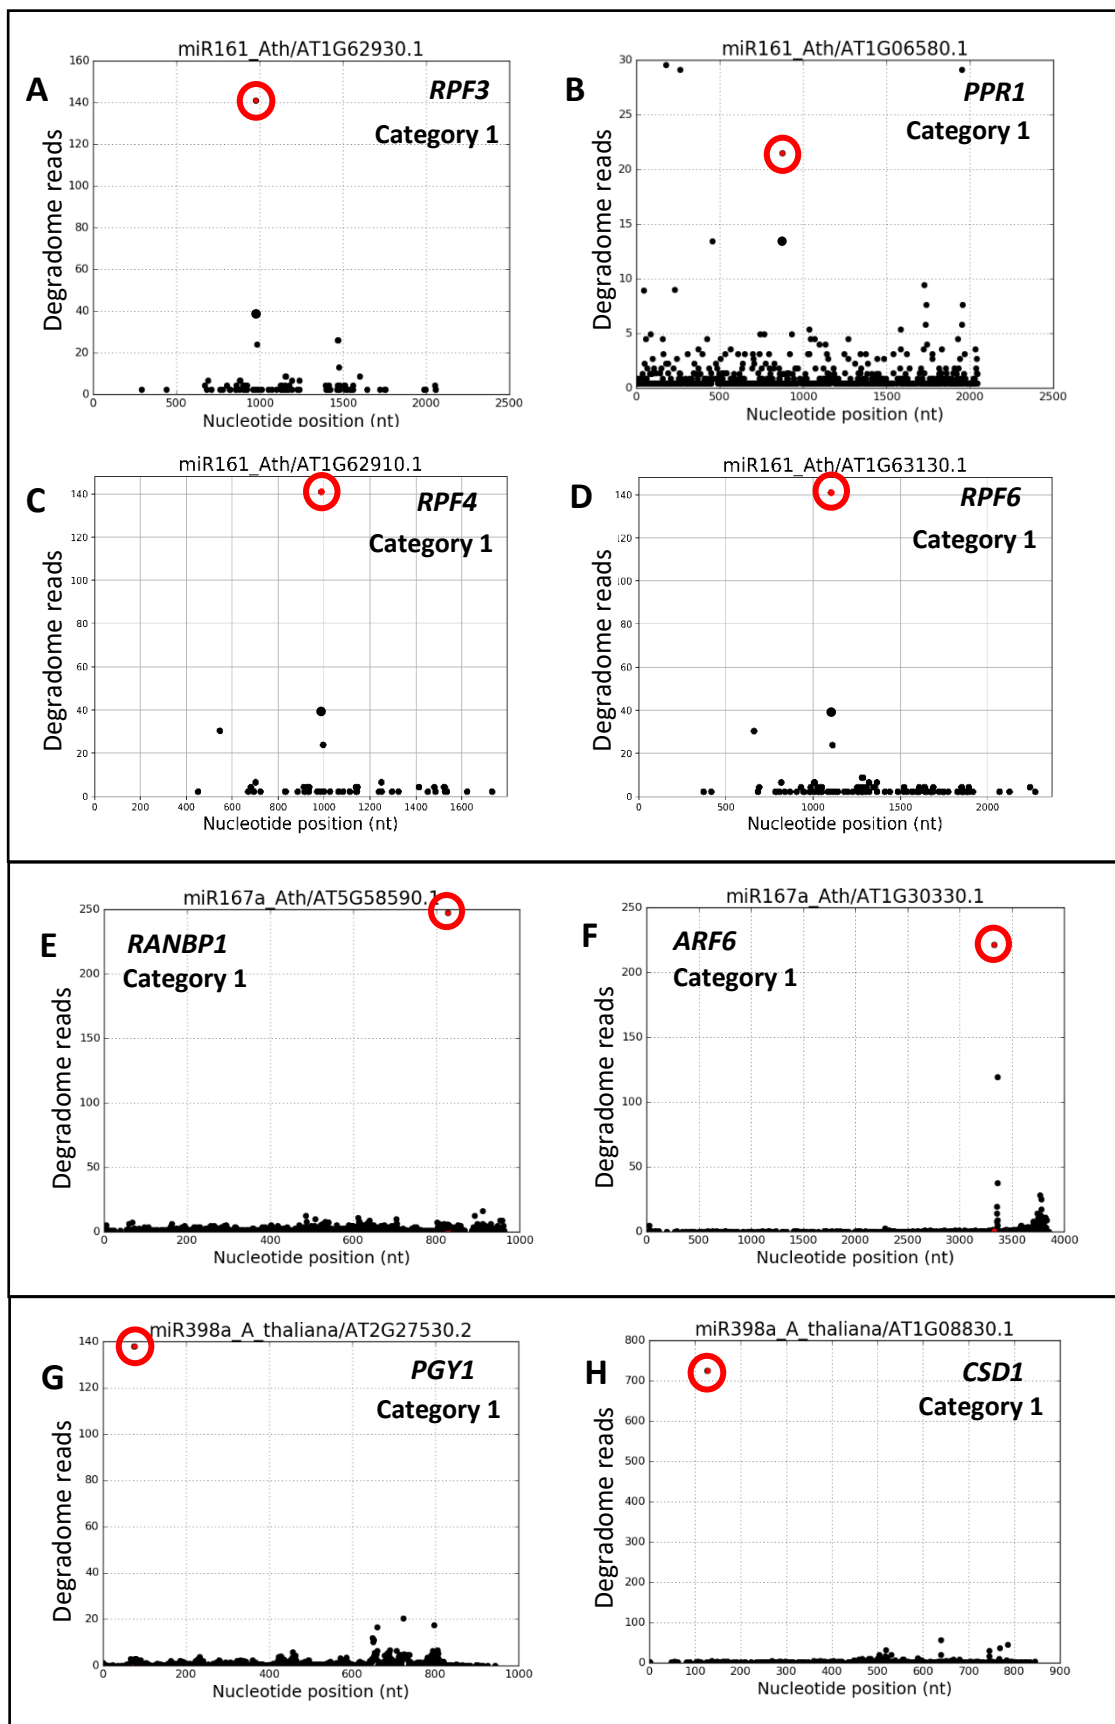 miR161_Ath/AT1G62930.1
A
RPF3
Category 1
Degradome reads
160
140
120
100
80
60
40
20
0
0 500 1000 1500 2000 2500
Nucleotide position (nt)
miR161_Ath/AT1G06580.1
B
PPR1
Category 1
Degradome reads
30
25
20
15
10
5
0
0 500 1000 1500 2000 2500
Nucleotide position (nt)
miR161_Ath/AT1G62910.1
C
RPF4
Category 1
Degradome reads
140
120
100
80
60
40
20
0
0 200 400 600 800 1000 1200 1400 1600
Nucleotide position (nt)
miR161_Ath/AT1G63130.1
D
RPF6
Category 1
Degradome reads
140
120
100
80
60
40
20
0
0 500 1000 1500 2000
Nucleotide position (nt)
miR167a_Ath/AT5G58590.1
E
RANBP1
Category 1
Degradome reads
250
200
150
100
50
0
0 200 400 600 800 1000
Nucleotide position (nt)
miR167a_Ath/AT1G30330.1
F
ARF6
Category 1
Degradome reads
250
200
150
100
50
0
0 500 1000 1500 2000 2500 3000 3500 4000
Nucleotide position (nt)
miR398a_A_thaliana/AT2G27530.2
G
PGY1
Category 1
Degradome reads
140
120
100
80
60
40
20
0
0 200 400 600 800 1000
Nucleotide position (nt)
miR398a_A_thaliana/AT1G08830.1
H
CSD1
Category 1
Degradome reads
800
700
600
500
400
300
200
100
0
0 100 200 300 400 500 600 700 800 900
Nucleotide position (nt)